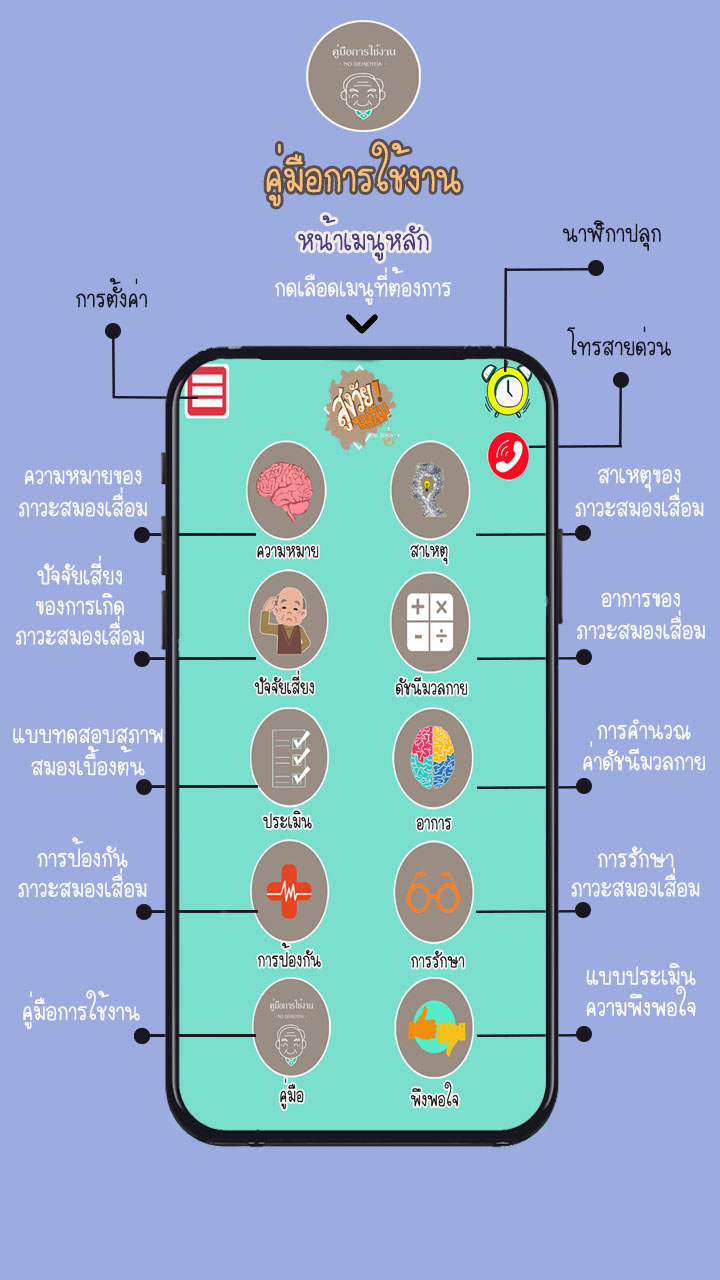 คู่มือการใช้งาน
- NO DEMENTIA -
คู่มือการใช้งาน
หน้าเมนูหลัก
กดเลือดเมนูที่ต้องการ
นาฬิกาปลุก
การตั้งค่า
โทรสายด่วน
สูงวัย!
ความหมายของ
ภาวะสมองเสื่อม
สาเหตุของ
ภาวะสมองเสื่อม
ความหมาย
สาเหตุ
ปัจจัยเสี่ยง
ของการเกิด
ภาวะสมองเสื่อม
อาการของ
ภาวะสมองเสื่อม
ปัจจัยเสี่ยง
ดัชนีมวลกาย
แบบทดสอบสภาพ
สมองเบื้องต้น
การคำนวณ
ค่าดัชนีมวลกาย
ประเมิน
อาการ
การป้องกัน
ภาวะสมองเสื่อม
การรักษา
ภาวะสมองเสื่อม
การป้องกัน
การรักษา
คู่มือการใช้งาน
แบบประเมิน
ความพึงพอใจ
คู่มือการใช้งาน
- NO DEMENTIA -
คู่มือ
พึงพอใจ